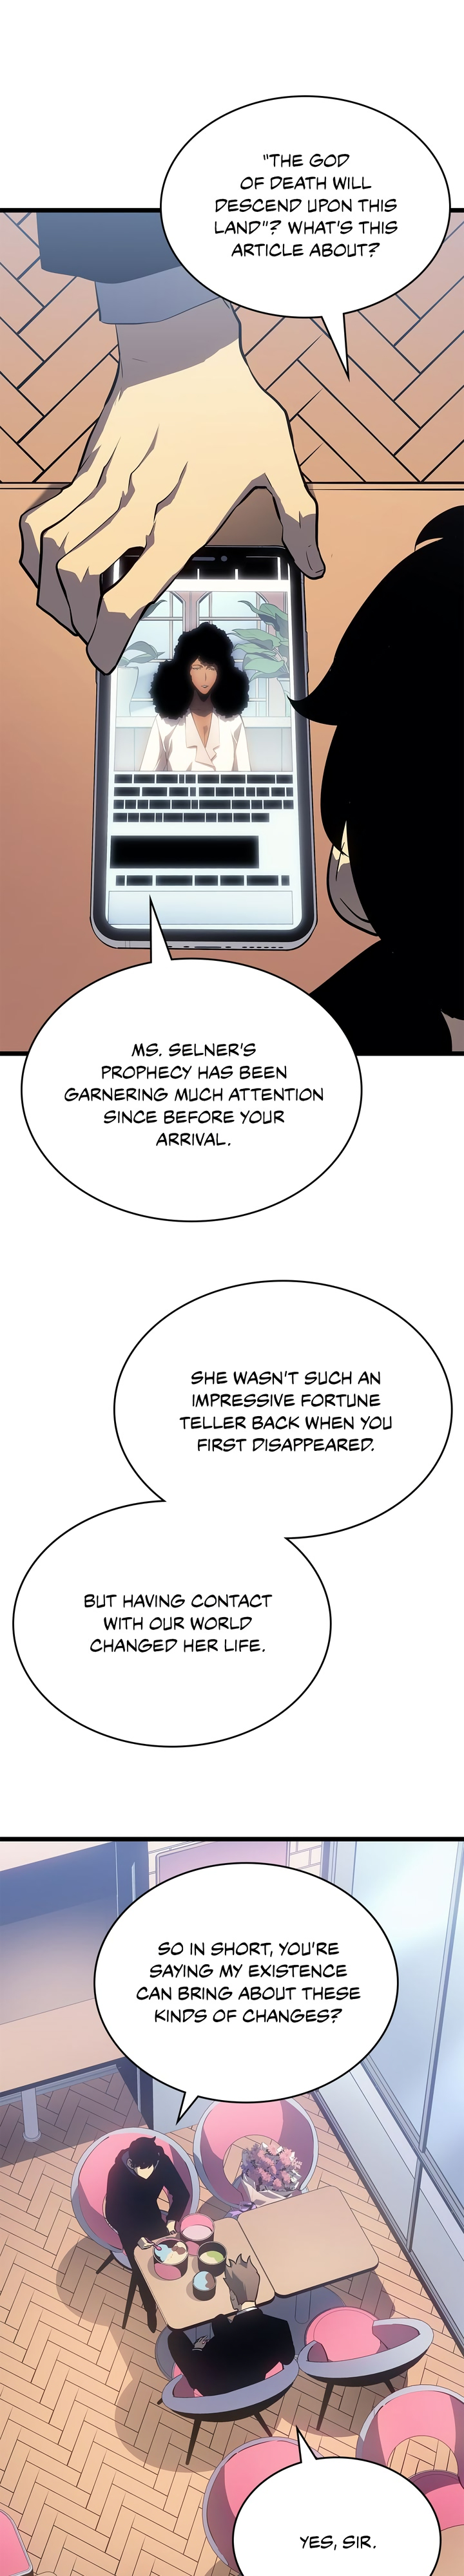 "THE GOD
OF DEATH WILL
DESCEND UPON THIS
LAND"? WHAT'S THIS
ARTICLE ABOUT?
MS. SELNER'S
PROPHECY HAS BEEN
GARNERING MUCH ATTENTION
SINCE BEFORE YOUR
ARRIVAL.
SHE WASN'T SUCH AN
IMPRESSIVE FORTUNE
TELLER BACK WHEN YOU
FIRST DISAPPEARED.
BUT HAVING CONTACT
WITH OUR WORLD
CHANGED HER LIFE.
SO IN SHORT, YOU'RE
SAYING MY EXISTENCE
CAN BRING ABOUT THESE
KINDS OF CHANGES?
YES, SIR.